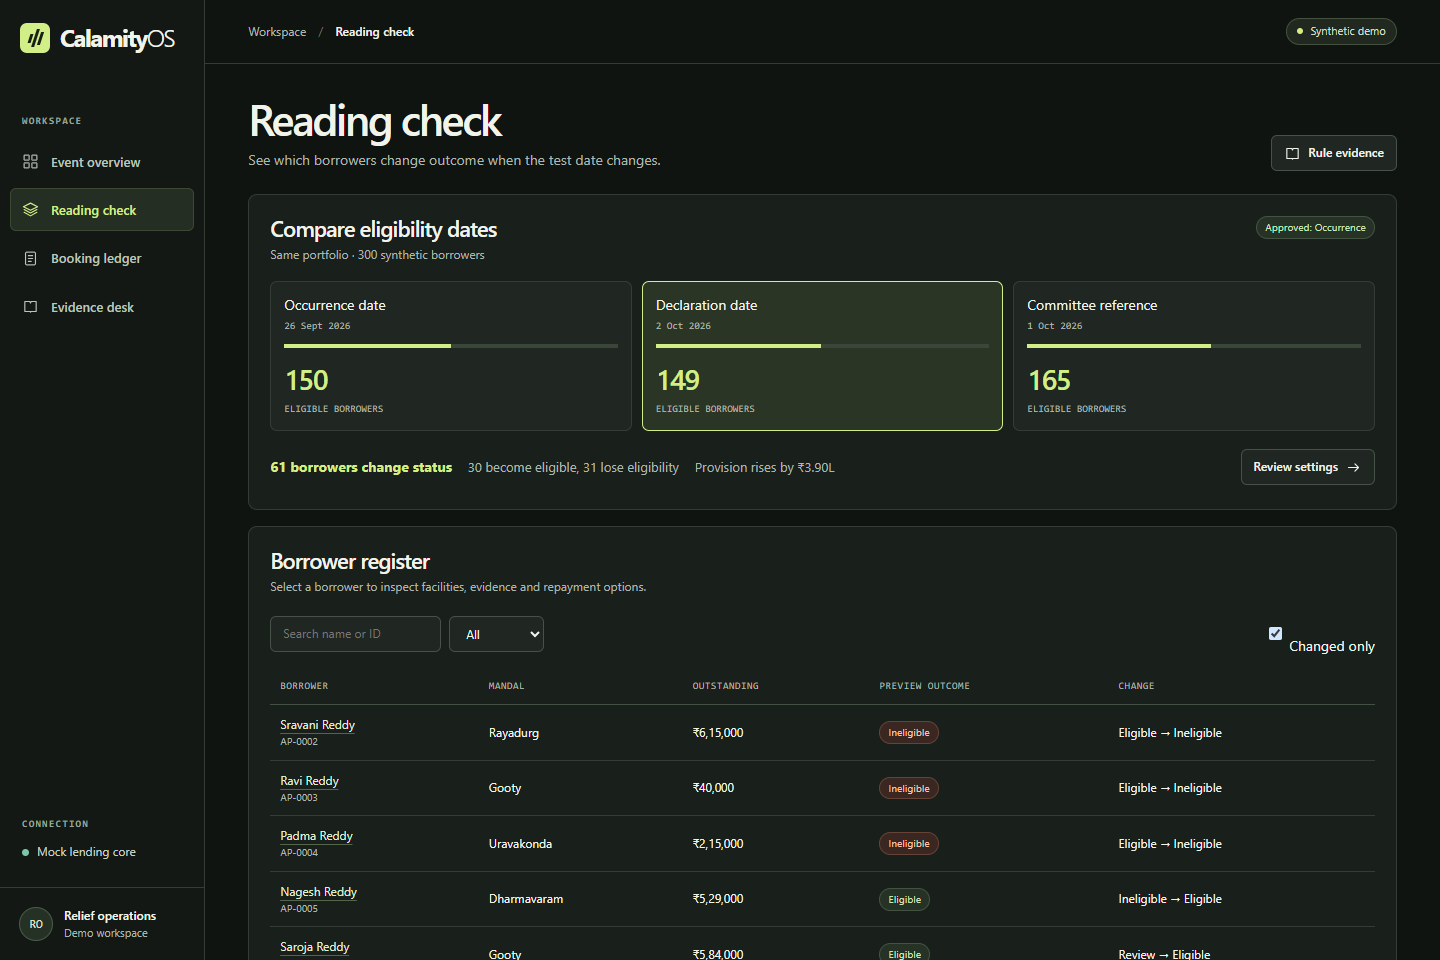 CalamityOS
WORKSPACE
Event overview
Reading check
Booking ledger
Evidence desk
CONNECTION
Mock lending core
RO
Relief operations
Demo workspace
Workspace / Reading check
Synthetic demo
Reading check
See which borrowers change outcome when the test date changes.
Rule evidence
Compare eligibility dates
Same portfolio · 300 synthetic borrowers
Approved: Occurrence
Occurrence date
26 Sept 2026
150
ELIGIBLE BORROWERS
Declaration date
2 Oct 2026
149
ELIGIBLE BORROWERS
Committee reference
1 Oct 2026
165
ELIGIBLE BORROWERS
61 borrowers change status 30 become eligible, 31 lose eligibility Provision rises by ₹3.90L
Review settings →
Borrower register
Select a borrower to inspect facilities, evidence and repayment options.
Search name or ID
All
Changed only
BORROWER MANDAL OUTSTANDING PREVIEW OUTCOME CHANGE
Sravani Reddy
AP-0002
Rayadurg ₹6,15,000 Ineligible Eligible → Ineligible
Ravi Reddy
AP-0003
Gooty ₹40,000 Ineligible Eligible → Ineligible
Padma Reddy
AP-0004
Uravakonda ₹2,15,000 Ineligible Eligible → Ineligible
Nagesh Reddy
AP-0005
Dharmavaram ₹5,29,000 Eligible Ineligible → Eligible
Saroja Reddy
Gooty ₹5,84,000 Eligible Review → Eligible